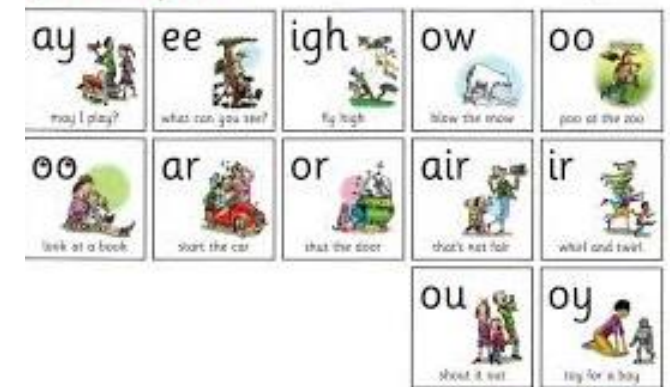 ay
may I play?
ee
what can you see?
igh
fly high
ow
blow the snow
oo
poo at the zoo
oo
look at a book
ar
start the car
or
shut the door
air
that's not fair
ir
whirl and twirl
ou
shout it out
oy
toy for a boy